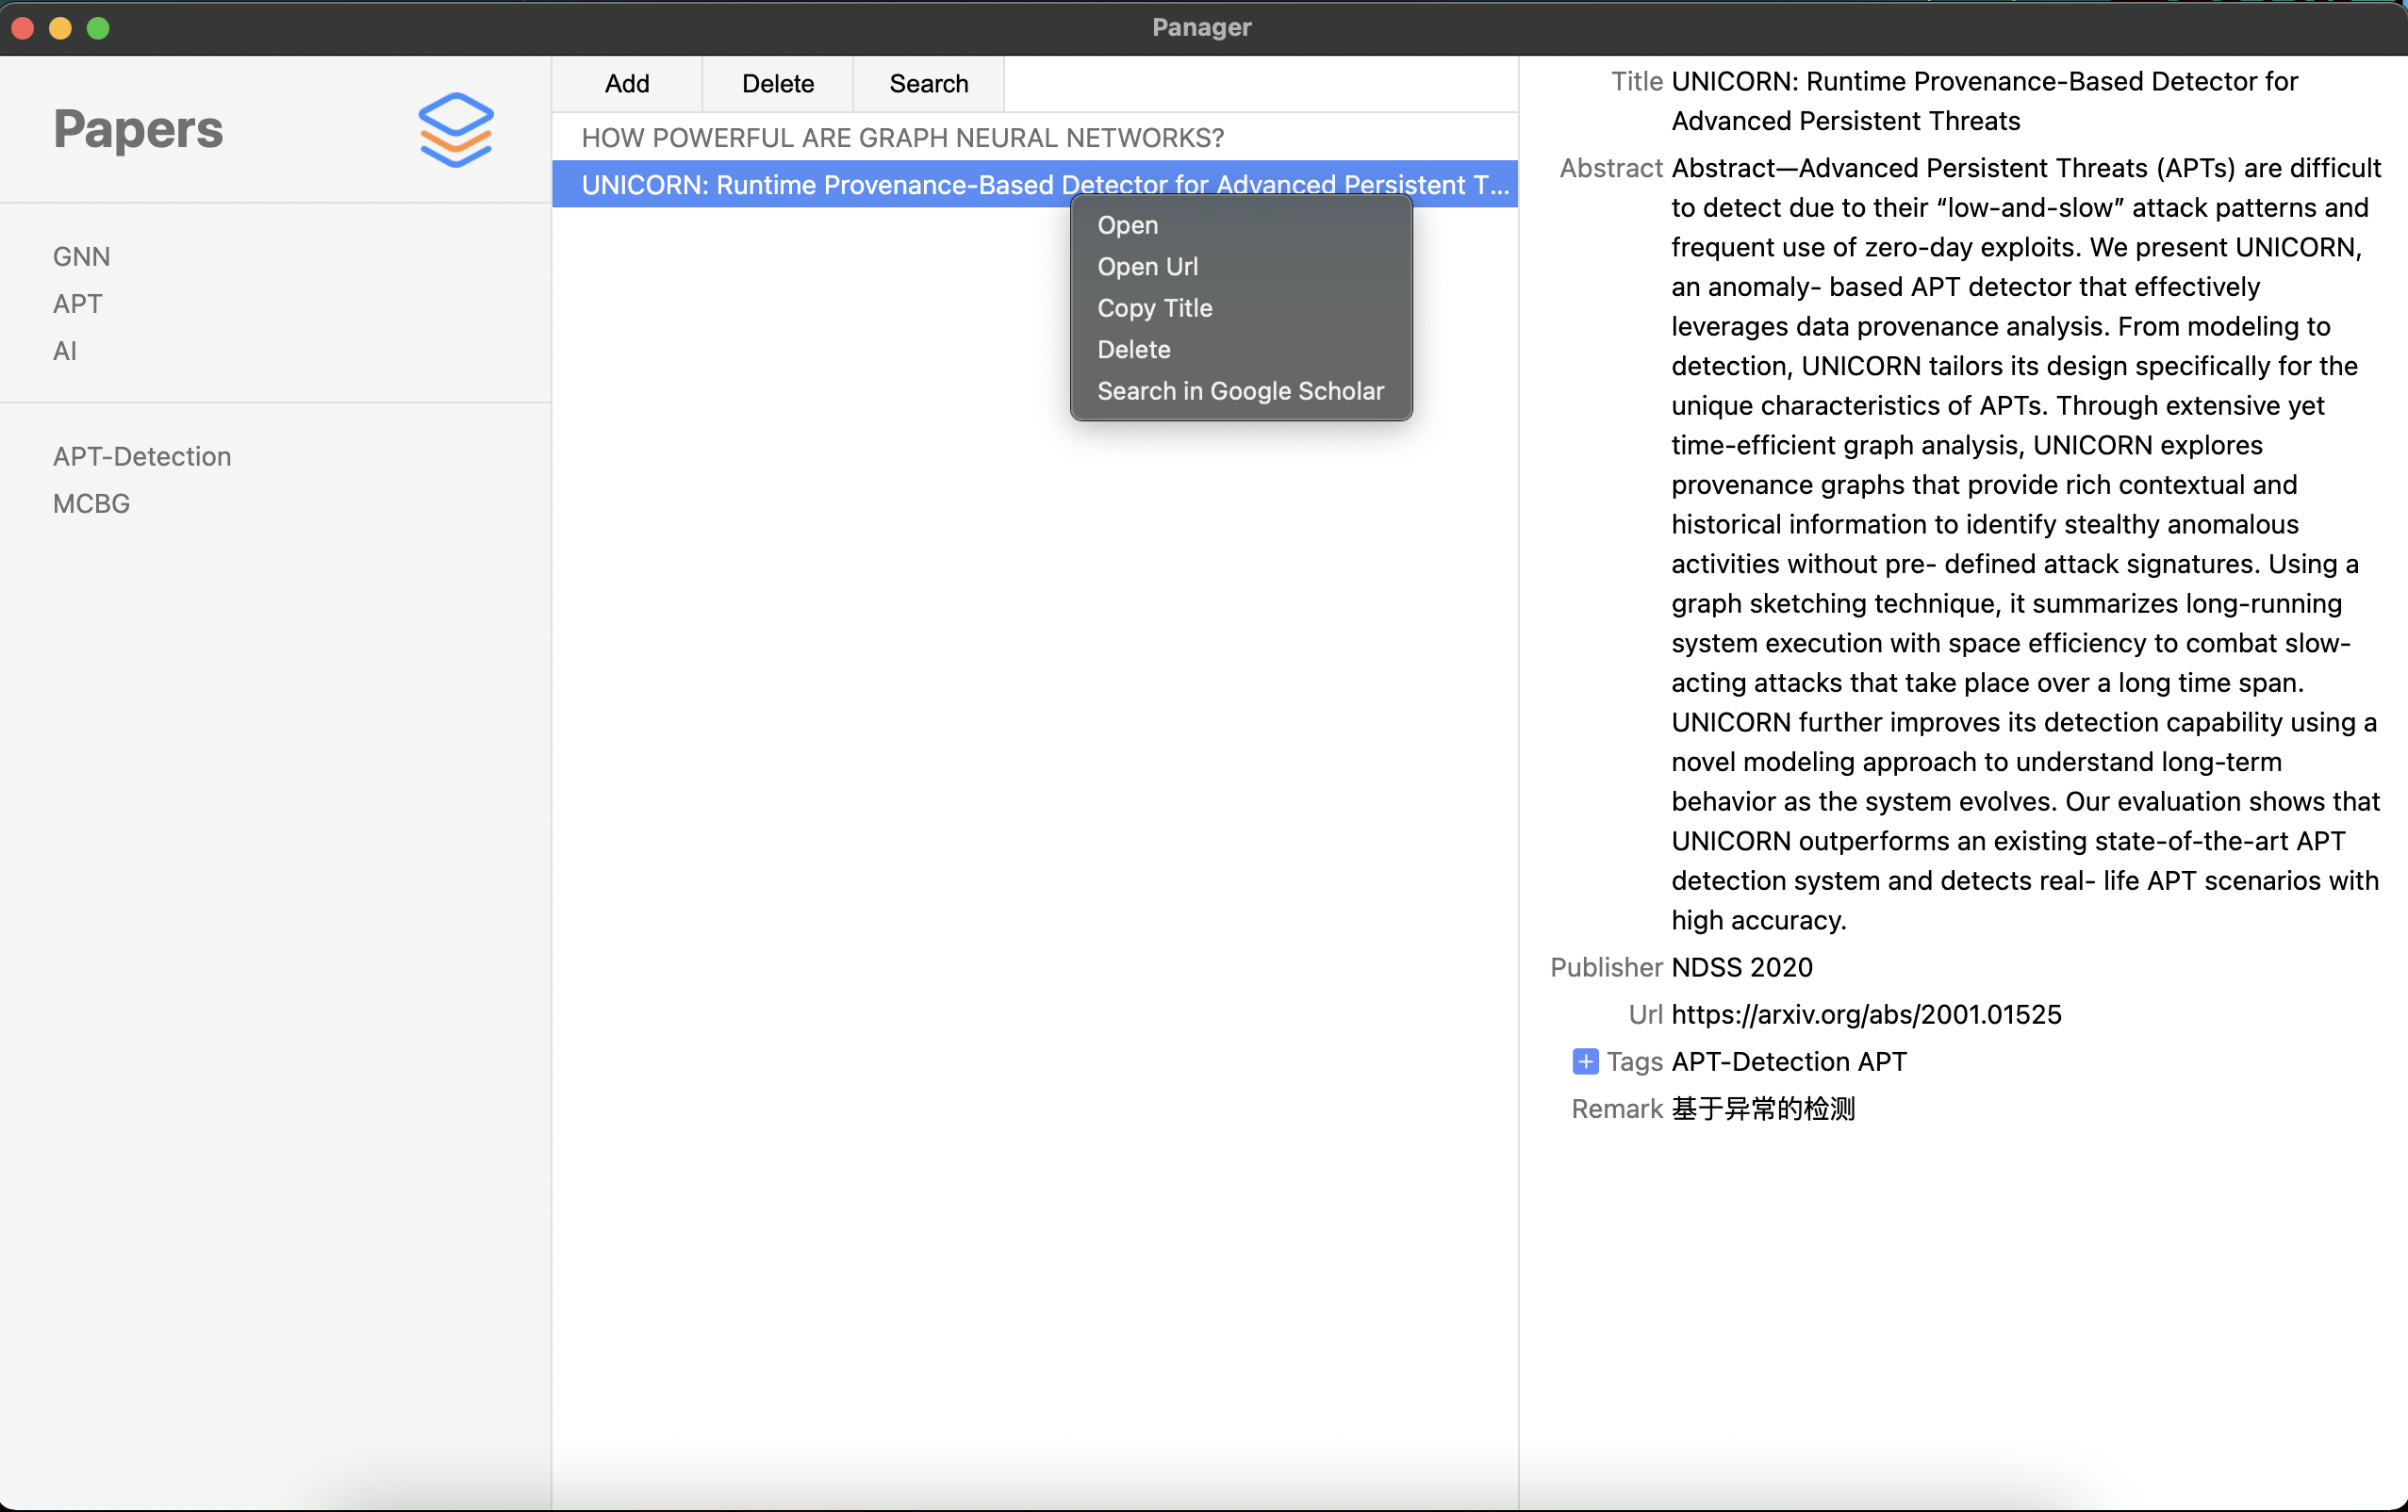 Panager
Papers
GNN
APT
AI
APT-Detection
MCBG
Add
Delete
Search
HOW POWERFUL ARE GRAPH NEURAL NETWORKS?
UNICORN: Runtime Provenance-Based Detector for Advanced Persistent T...
Open
Open Url
Copy Title
Delete
Search in Google Scholar
Title UNICORN: Runtime Provenance-Based Detector for
Advanced Persistent Threats
Abstract Abstract—Advanced Persistent Threats (APTs) are difficult
to detect due to their “low-and-slow” attack patterns and
frequent use of zero-day exploits. We present UNICORN,
an anomaly- based APT detector that effectively
leverages data provenance analysis. From modeling to
detection, UNICORN tailors its design specifically for the
unique characteristics of APTs. Through extensive yet
time-efficient graph analysis, UNICORN explores
provenance graphs that provide rich contextual and
historical information to identify stealthy anomalous
activities without pre- defined attack signatures. Using a
graph sketching technique, it summarizes long-running
system execution with space efficiency to combat slow-
acting attacks that take place over a long time span.
UNICORN further improves its detection capability using a
novel modeling approach to understand long-term
behavior as the system evolves. Our evaluation shows that
UNICORN outperforms an existing state-of-the-art APT
detection system and detects real- life APT scenarios with
high accuracy.
Publisher NDSS 2020
Url https://arxiv.org/abs/2001.01525
Tags APT-Detection APT
Remark 基于异常的检测